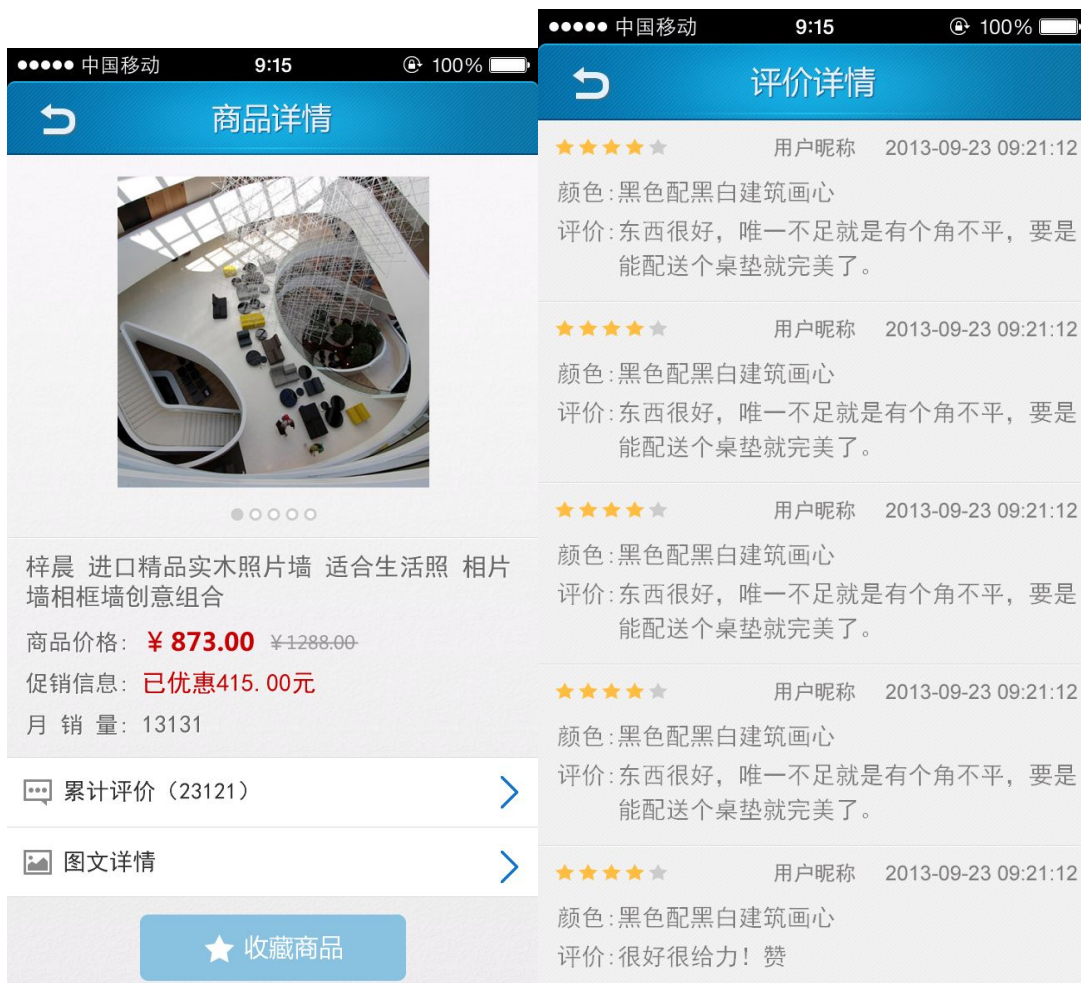 中国移动 9:15 100%
商品详情
梓晨 进口精品实木照片墙 适合生活照 相片
墙相框墙创意组合
商品价格: ￥873.00 ￥1288.00
促销信息: 已优惠415.00元
月 销 量: 13131
累计评价（23121）
图文详情
收藏商品
中国移动 9:15 100%
评价详情
用户昵称 2013-09-23 09:21:12
颜色:黑色配黑白建筑画心
评价:东西很好，唯一不足就是有个角不平，要是
能配送个桌垫就完美了。
用户昵称 2013-09-23 09:21:12
颜色:黑色配黑白建筑画心
评价:东西很好，唯一不足就是有个角不平，要是
能配送个桌垫就完美了。
用户昵称 2013-09-23 09:21:12
颜色:黑色配黑白建筑画心
评价:东西很好，唯一不足就是有个角不平，要是
能配送个桌垫就完美了。
用户昵称 2013-09-23 09:21:12
颜色:黑色配黑白建筑画心
评价:东西很好，唯一不足就是有个角不平，要是
能配送个桌垫就完美了。
用户昵称 2013-09-23 09:21:12
颜色:黑色配黑白建筑画心
评价:很好很给力！赞